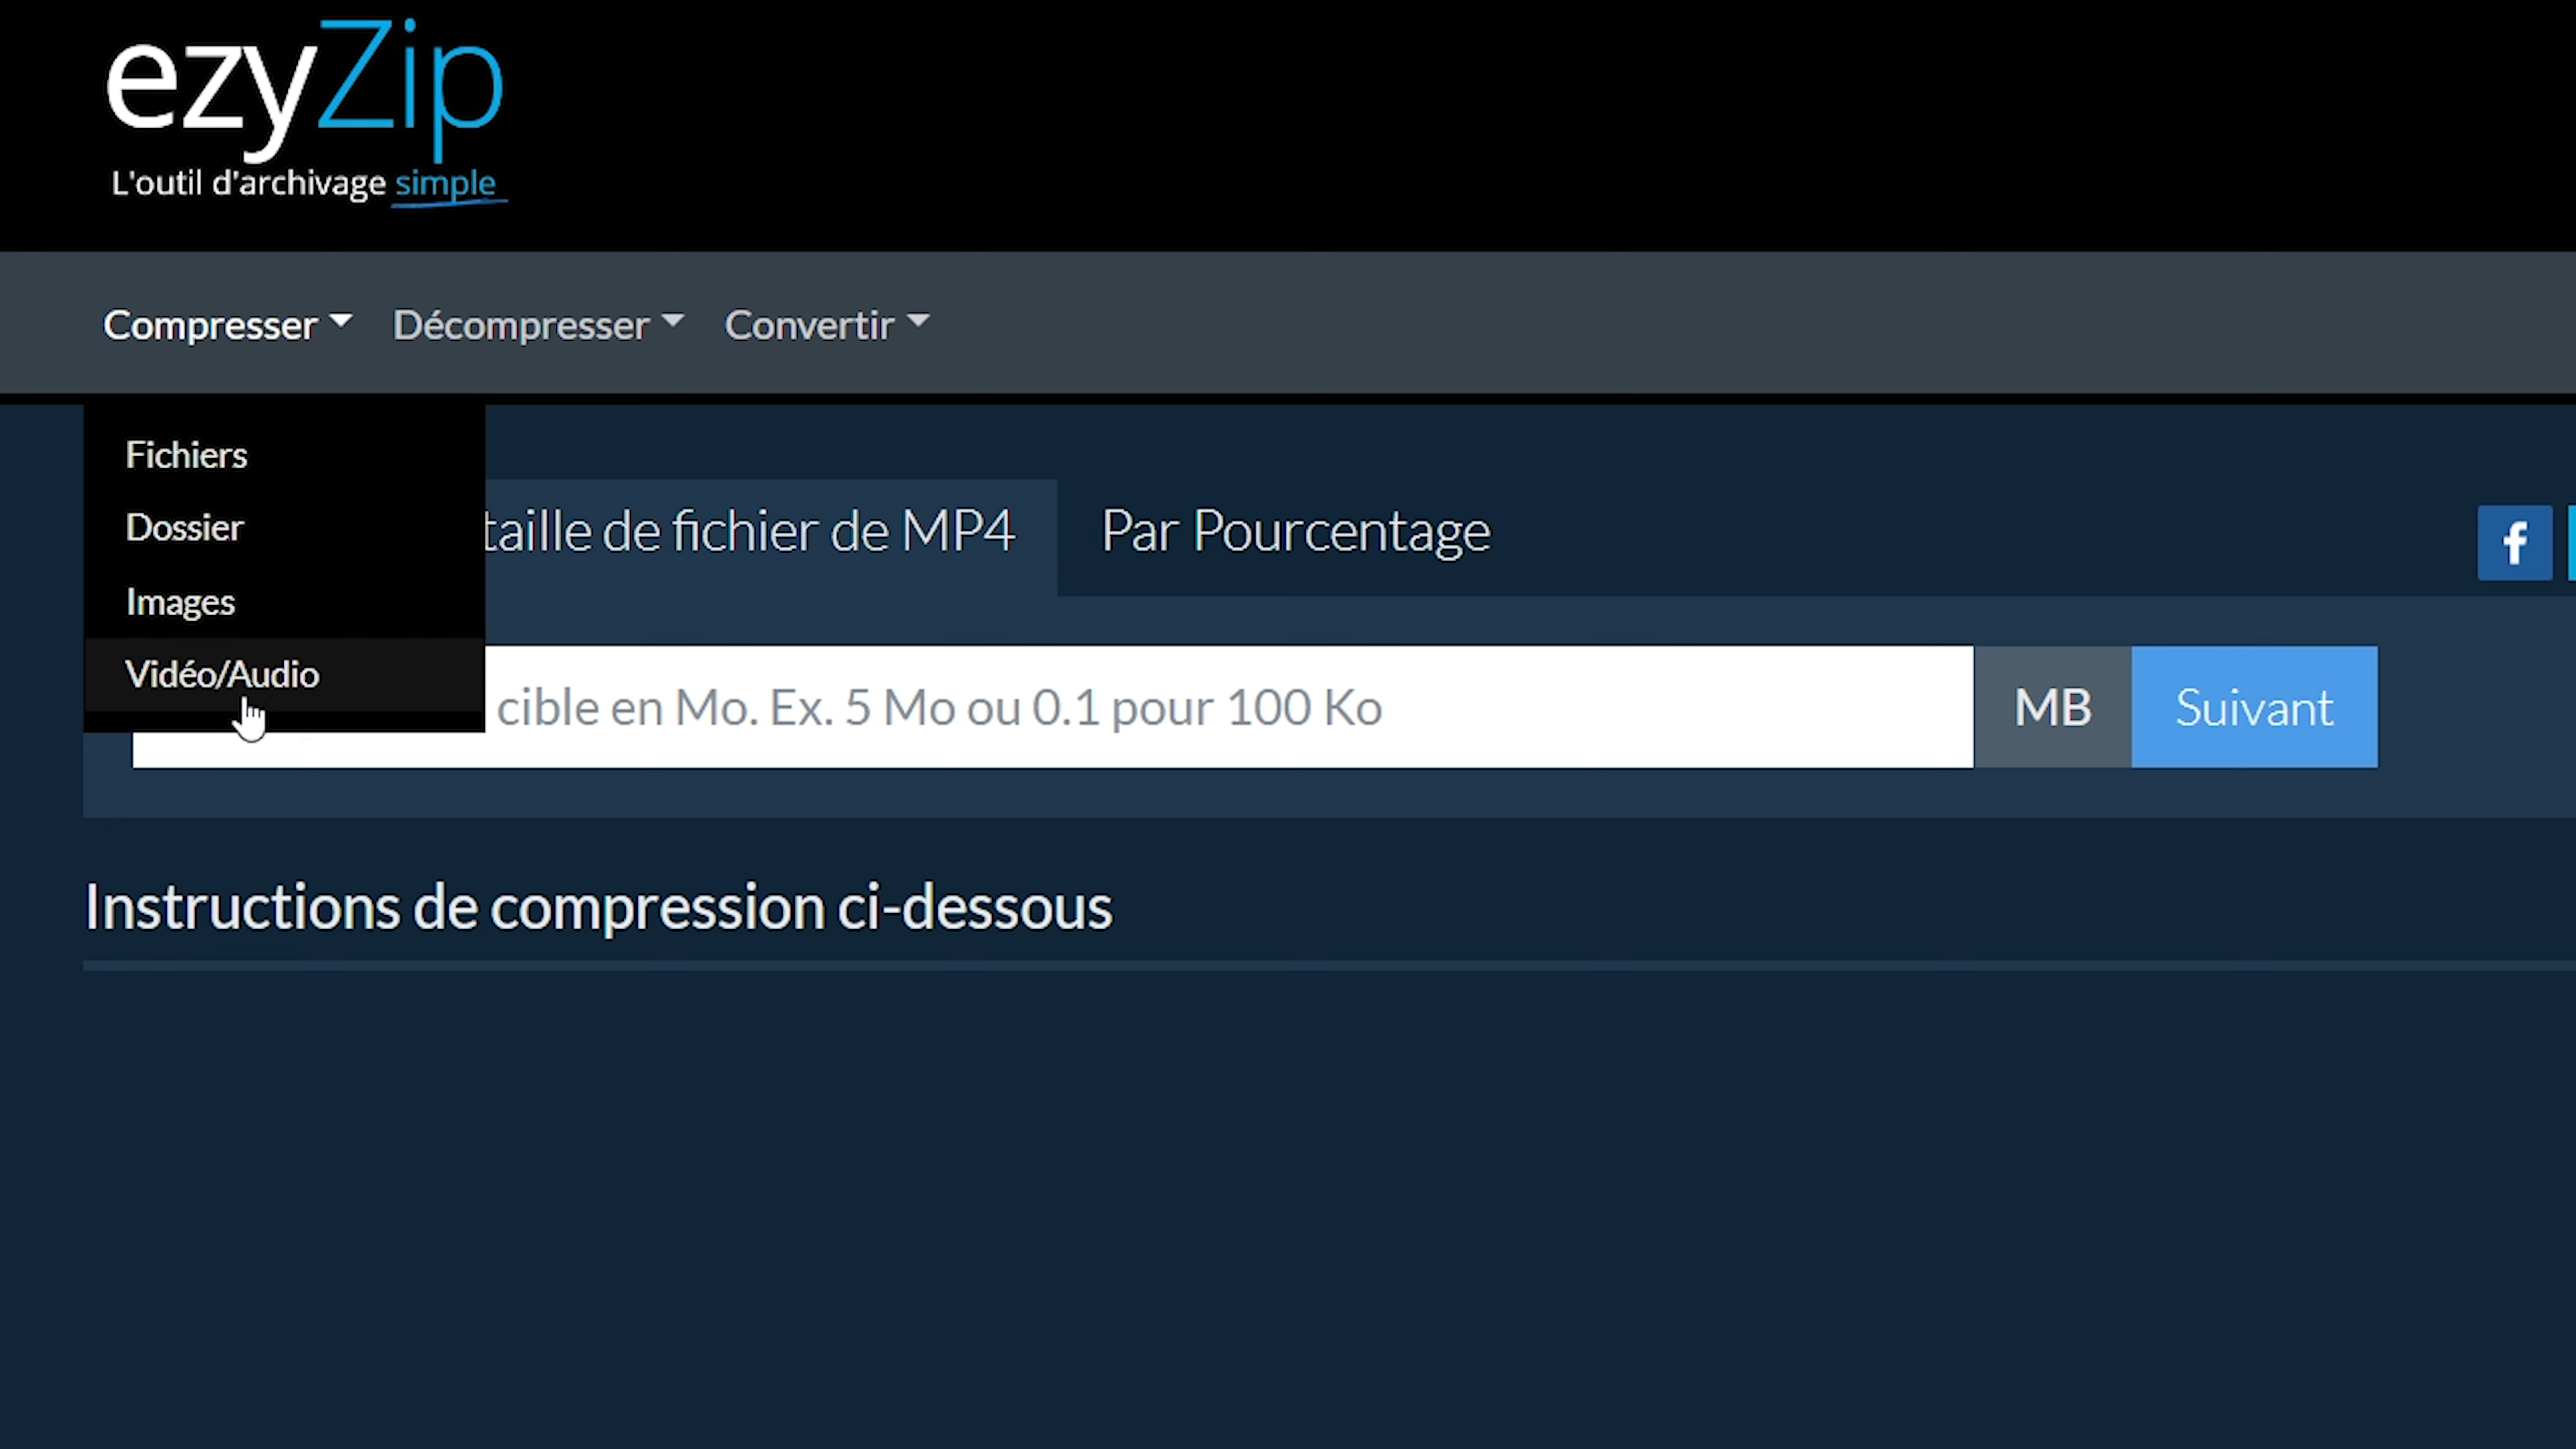 ezyZip
L'outil d'archivage simple
Compresser Décompresser Convertir
Fichiers
Dossier
Images
Vidéo/Audio
taille de fichier de MP4 Par Pourcentage
cible en Mo. Ex. 5 Mo ou 0.1 pour 100 Ko MB Suivant
Instructions de compression ci-dessous